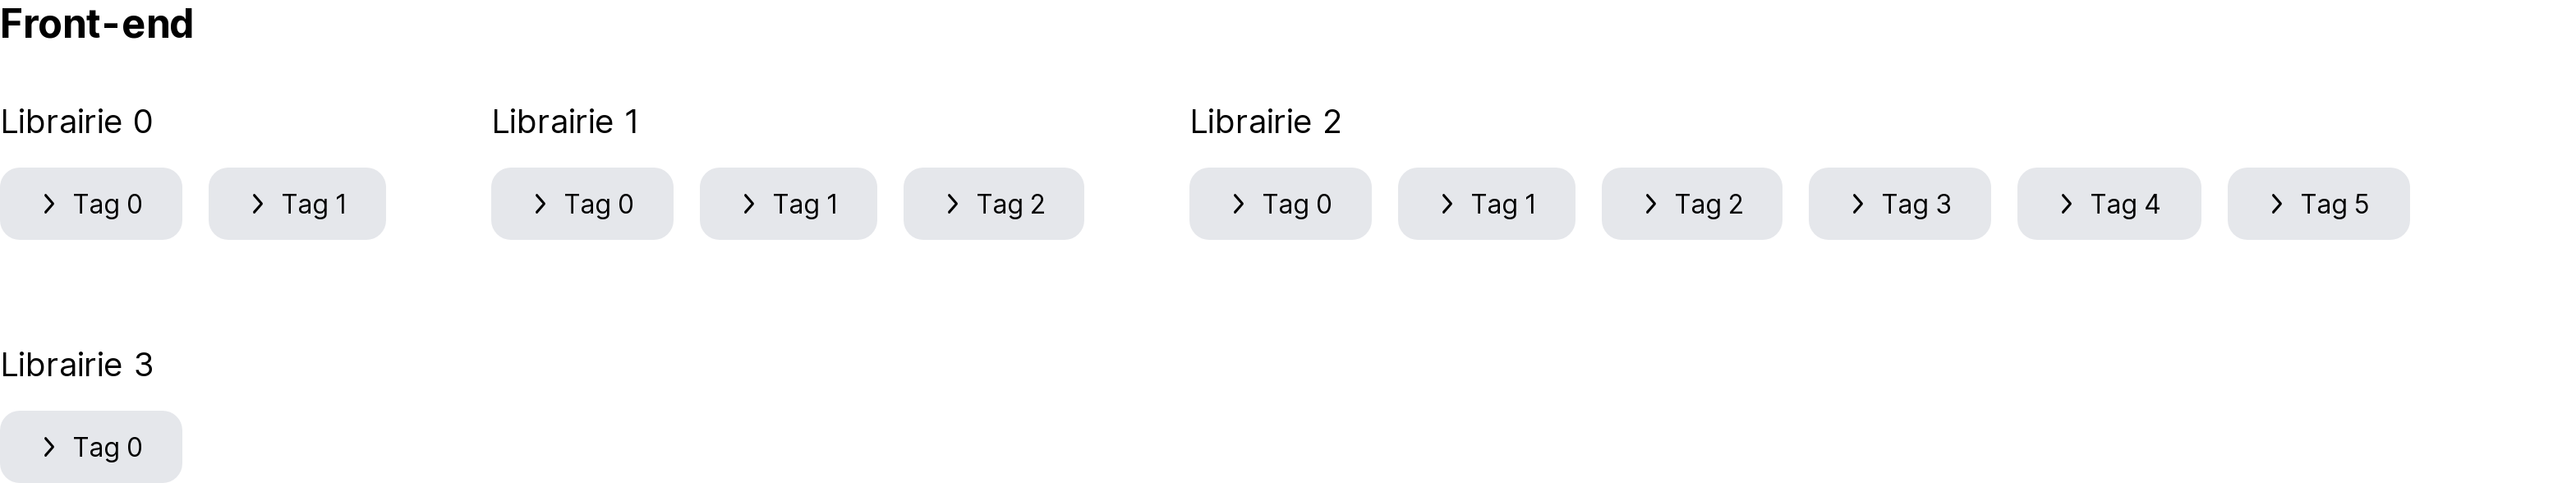 Front-end
Librairie 0
Librairie 1
Librairie 2
Tag 0
Tag 1
Tag 0
Tag 1
Tag 2
Tag 0
Tag 1
Tag 2
Tag 3
Tag 4
Tag 5
Librairie 3
Tag 0